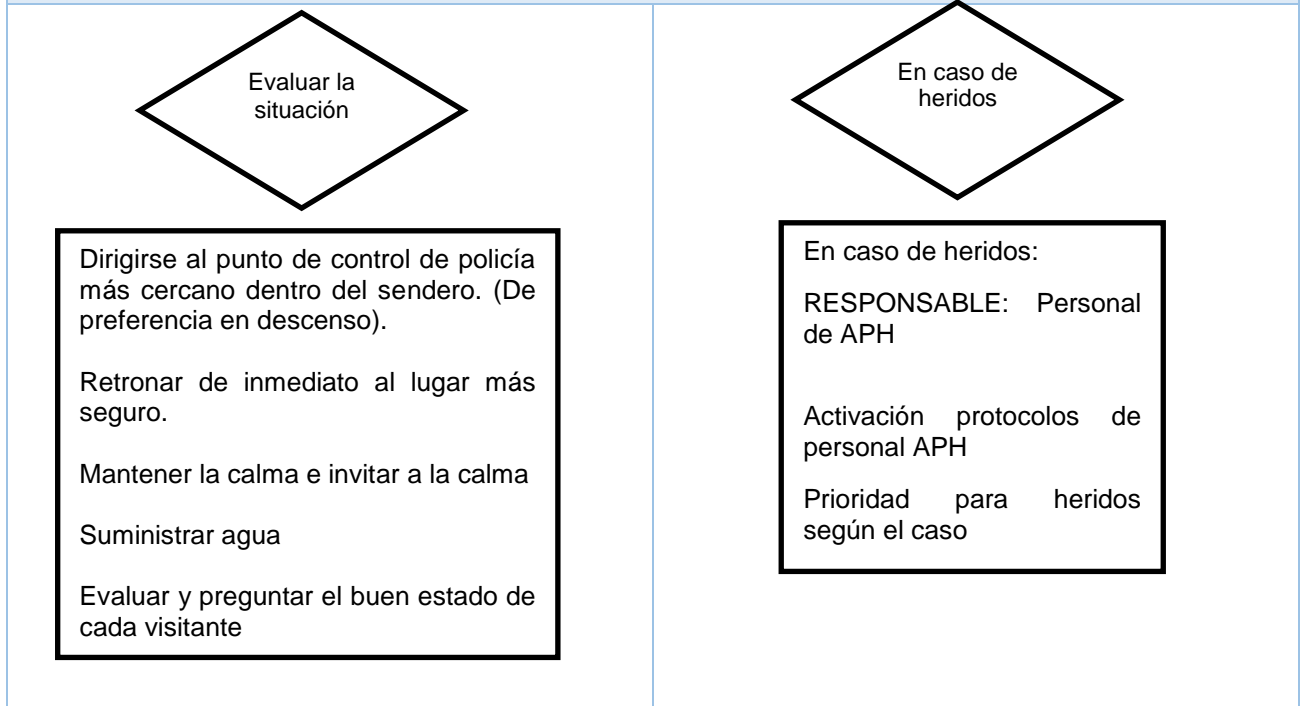 Evaluar la
situación
Dirigirse al punto de control de policía
más cercano dentro del sendero. (De
preferencia en descenso).
Retronar de inmediato al lugar más
seguro.
Mantener la calma e invitar a la calma
Suministrar agua
Evaluar y preguntar el buen estado de
cada visitante
En caso de
heridos
En caso de heridos:
RESPONSABLE: Personal
de APH
Activación protocolos de
personal APH
Prioridad para heridos
según el caso